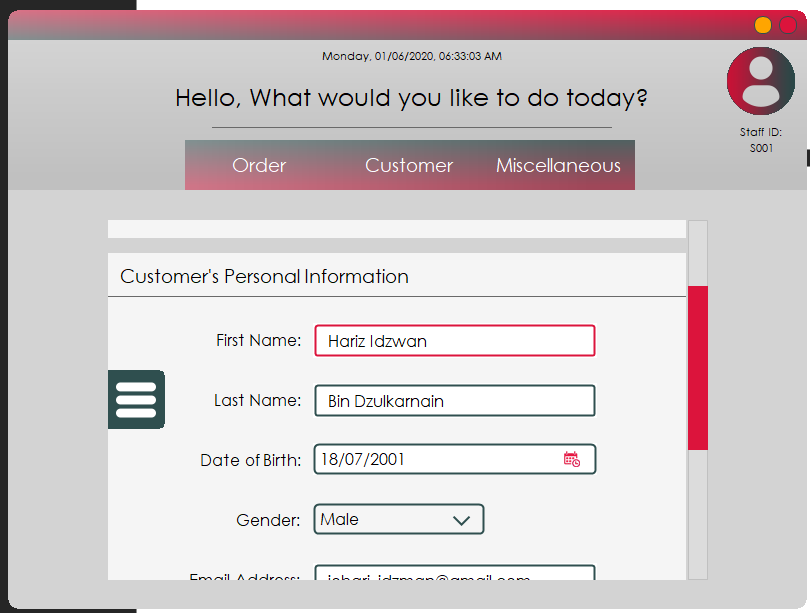 Monday, 01/06/2020, 06:33:03 AM
Hello, What would you like to do today?
Staff ID:
S001
Order Customer Miscellaneous
Customer's Personal Information
First Name: Hariz Idzwan
Last Name: Bin Dzulkarnain
Date of Birth: 18/07/2001
Gender: Male
Email Address: